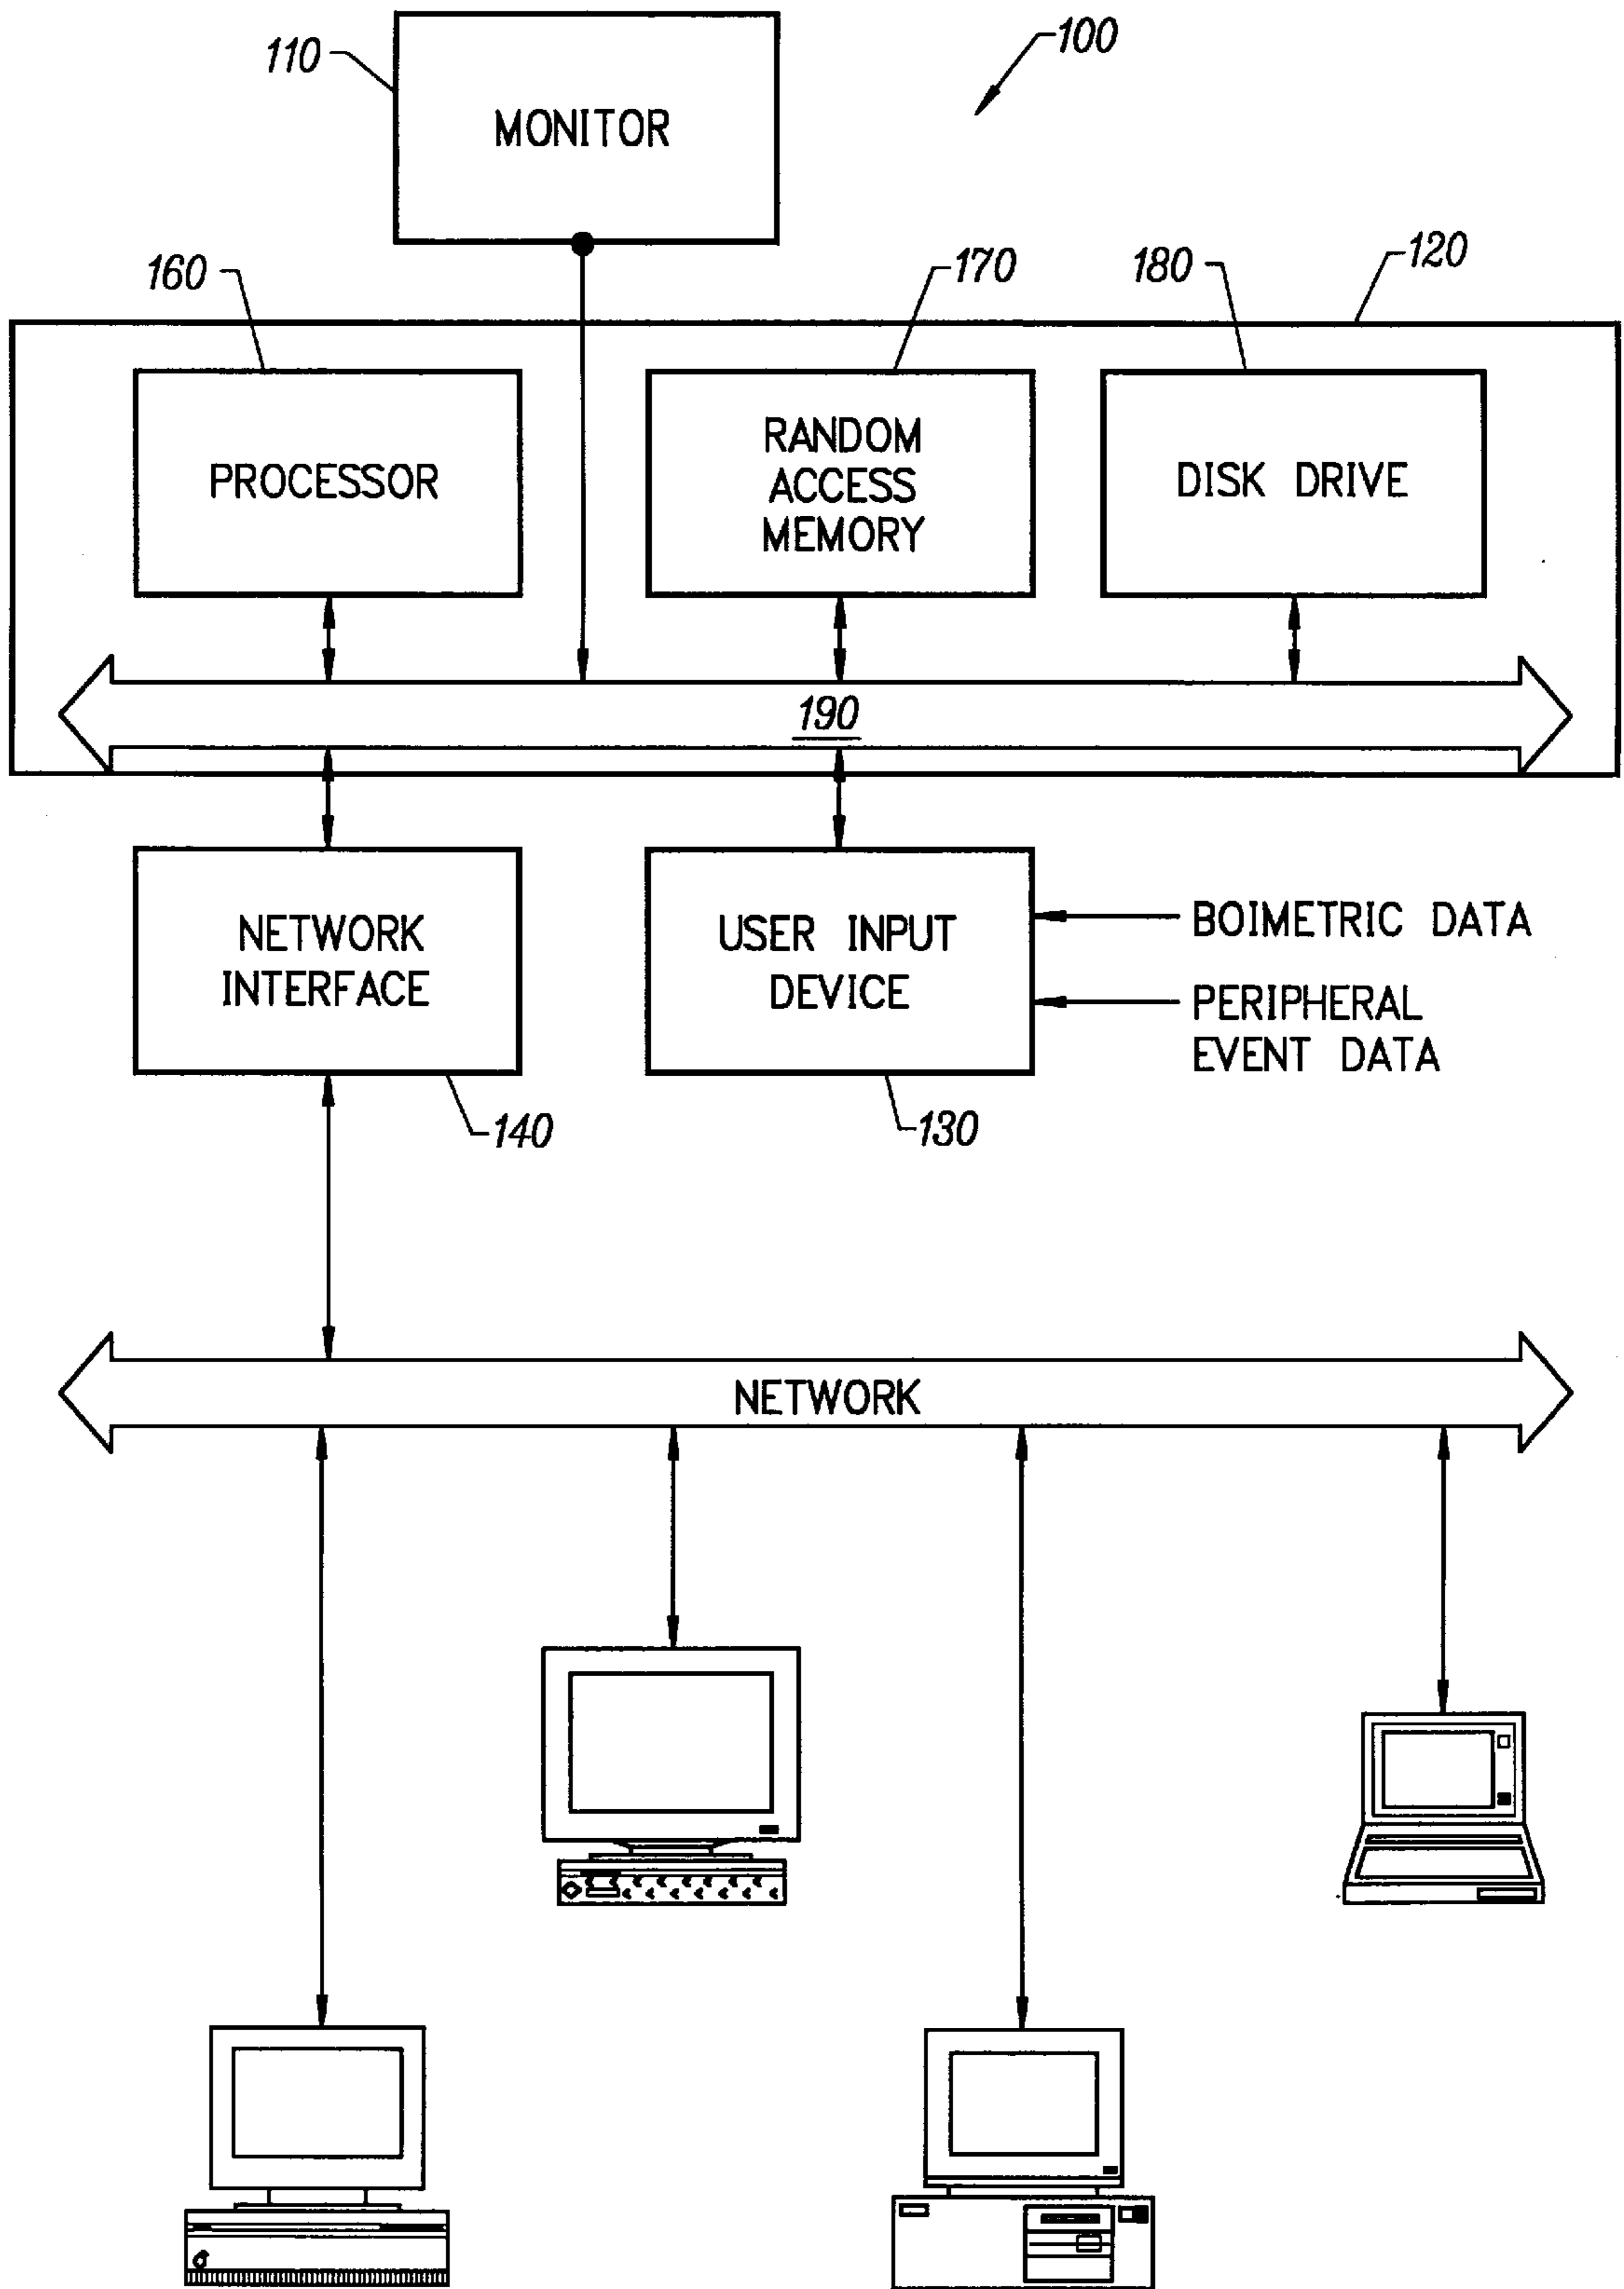 110
MONITOR
100
160
170
180
120
PROCESSOR
RANDOM
ACCESS
MEMORY
DISK DRIVE
190
NETWORK
INTERFACE
USER INPUT
DEVICE
BOIMETRIC DATA
PERIPHERAL
EVENT DATA
140
130
NETWORK